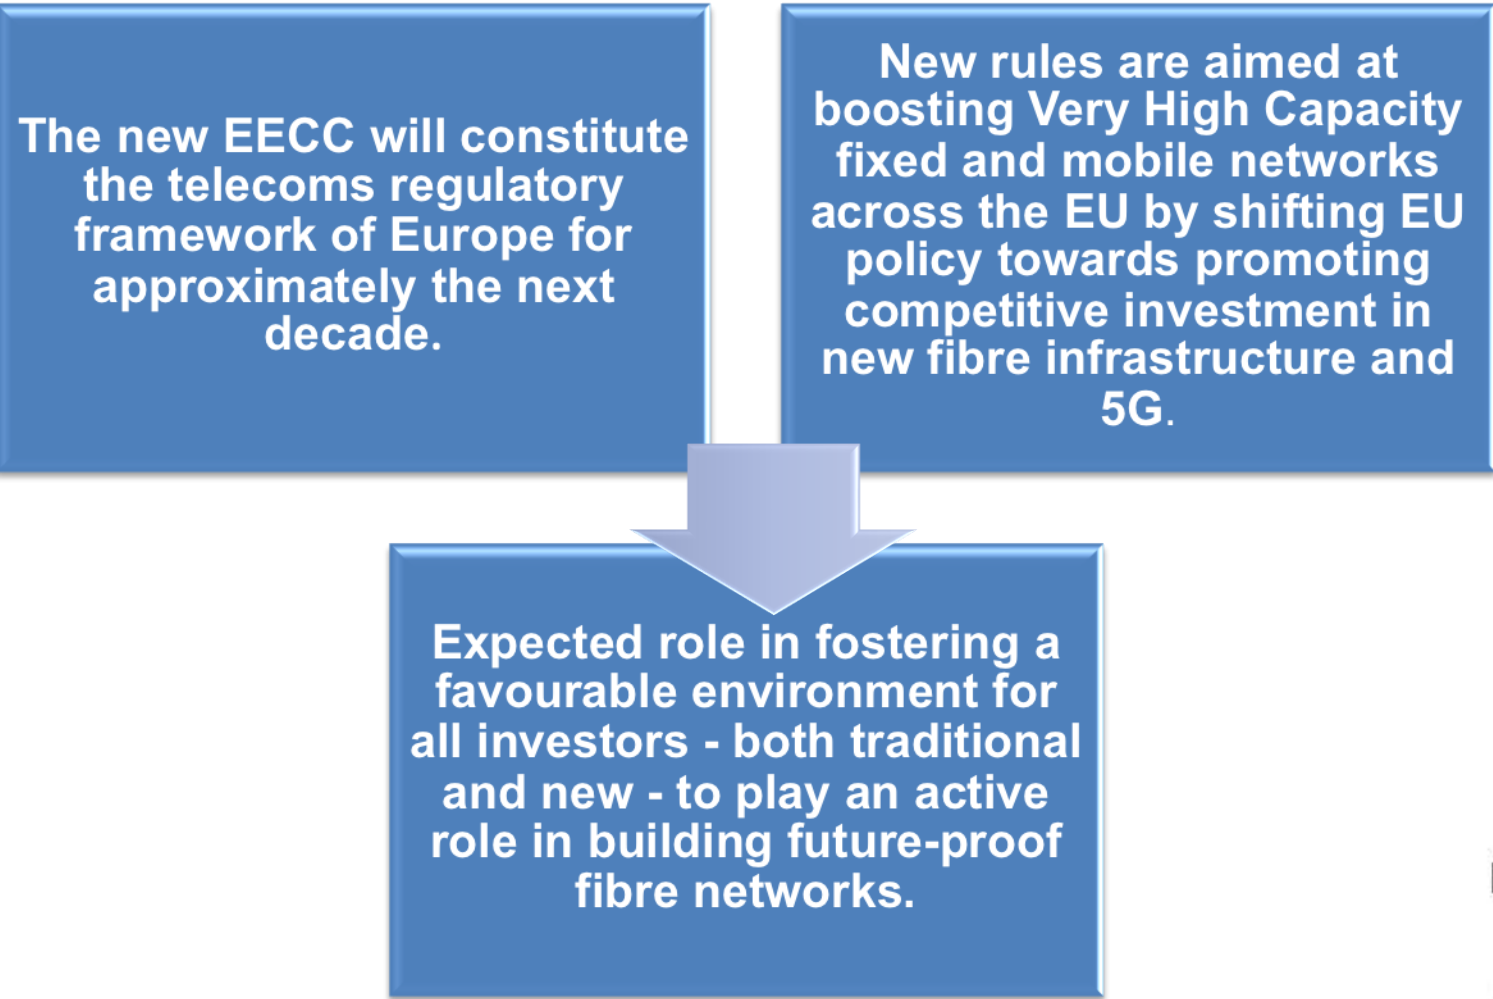 The new EECC will constitute
the telecoms regulatory
framework of Europe for
approximately the next
decade.
New rules are aimed at
boosting Very High Capacity
fixed and mobile networks
across the EU by shifting EU
policy towards promoting
competitive investment in
new fibre infrastructure and
5G.
Expected role in fostering a
favourable environment for
all investors - both traditional
and new - to play an active
role in building future-proof
fibre networks.